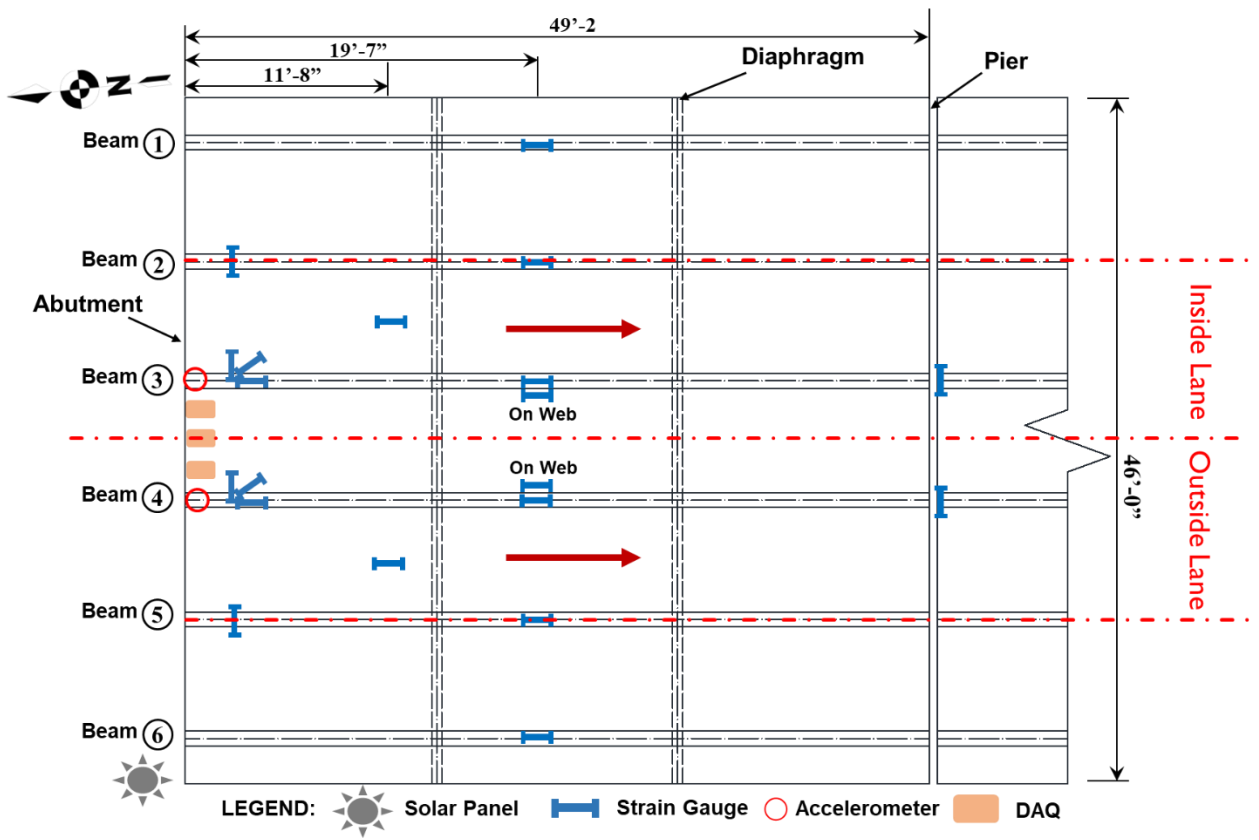 49’-2
19’-7”
11’-8”
Diaphragm
Pier
N
Beam 1
Beam 2
Abutment
Inside Lane
Beam 3
On Web
On Web
46’-0”
Outside Lane
Beam 4
Beam 5
Beam 6
LEGEND: Solar Panel Strain Gauge Accelerometer DAQ